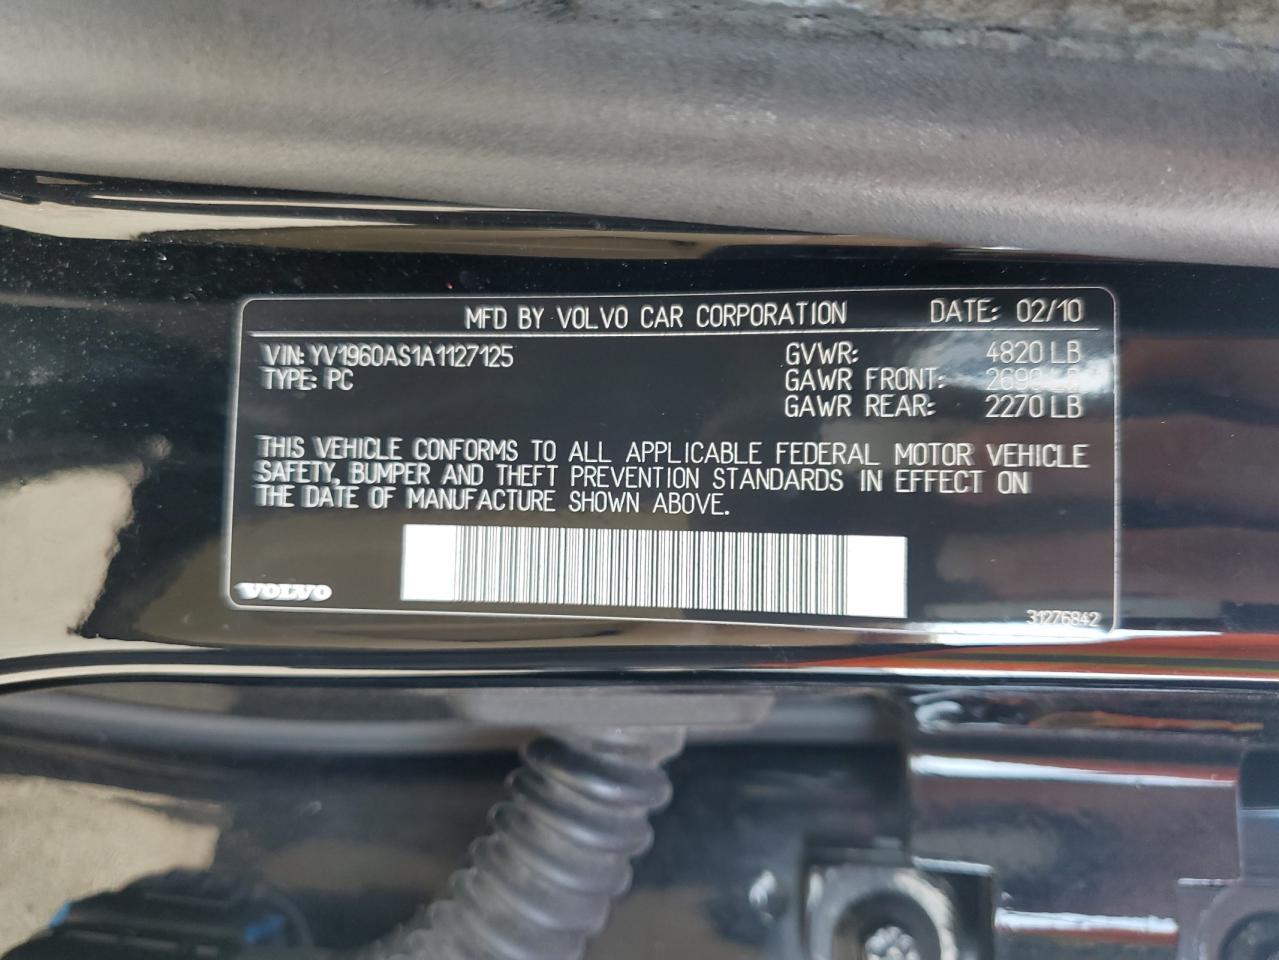 MFD BY VOLVO CAR CORPORATION DATE: 02/10
VIN: YV1960AS1A1127125 GVWR: 4820 LB
TYPE: PC GAWR FRONT: LB
GAWR REAR: 2270 LB
THIS VEHICLE CONFORMS TO ALL APPLICABLE FEDERAL MOTOR VEHICLE
SAFETY, BUMPER AND THEFT PREVENTION STANDARDS IN EFFECT ON
THE DATE OF MANUFACTURE SHOWN ABOVE.
VOLVO
31276842